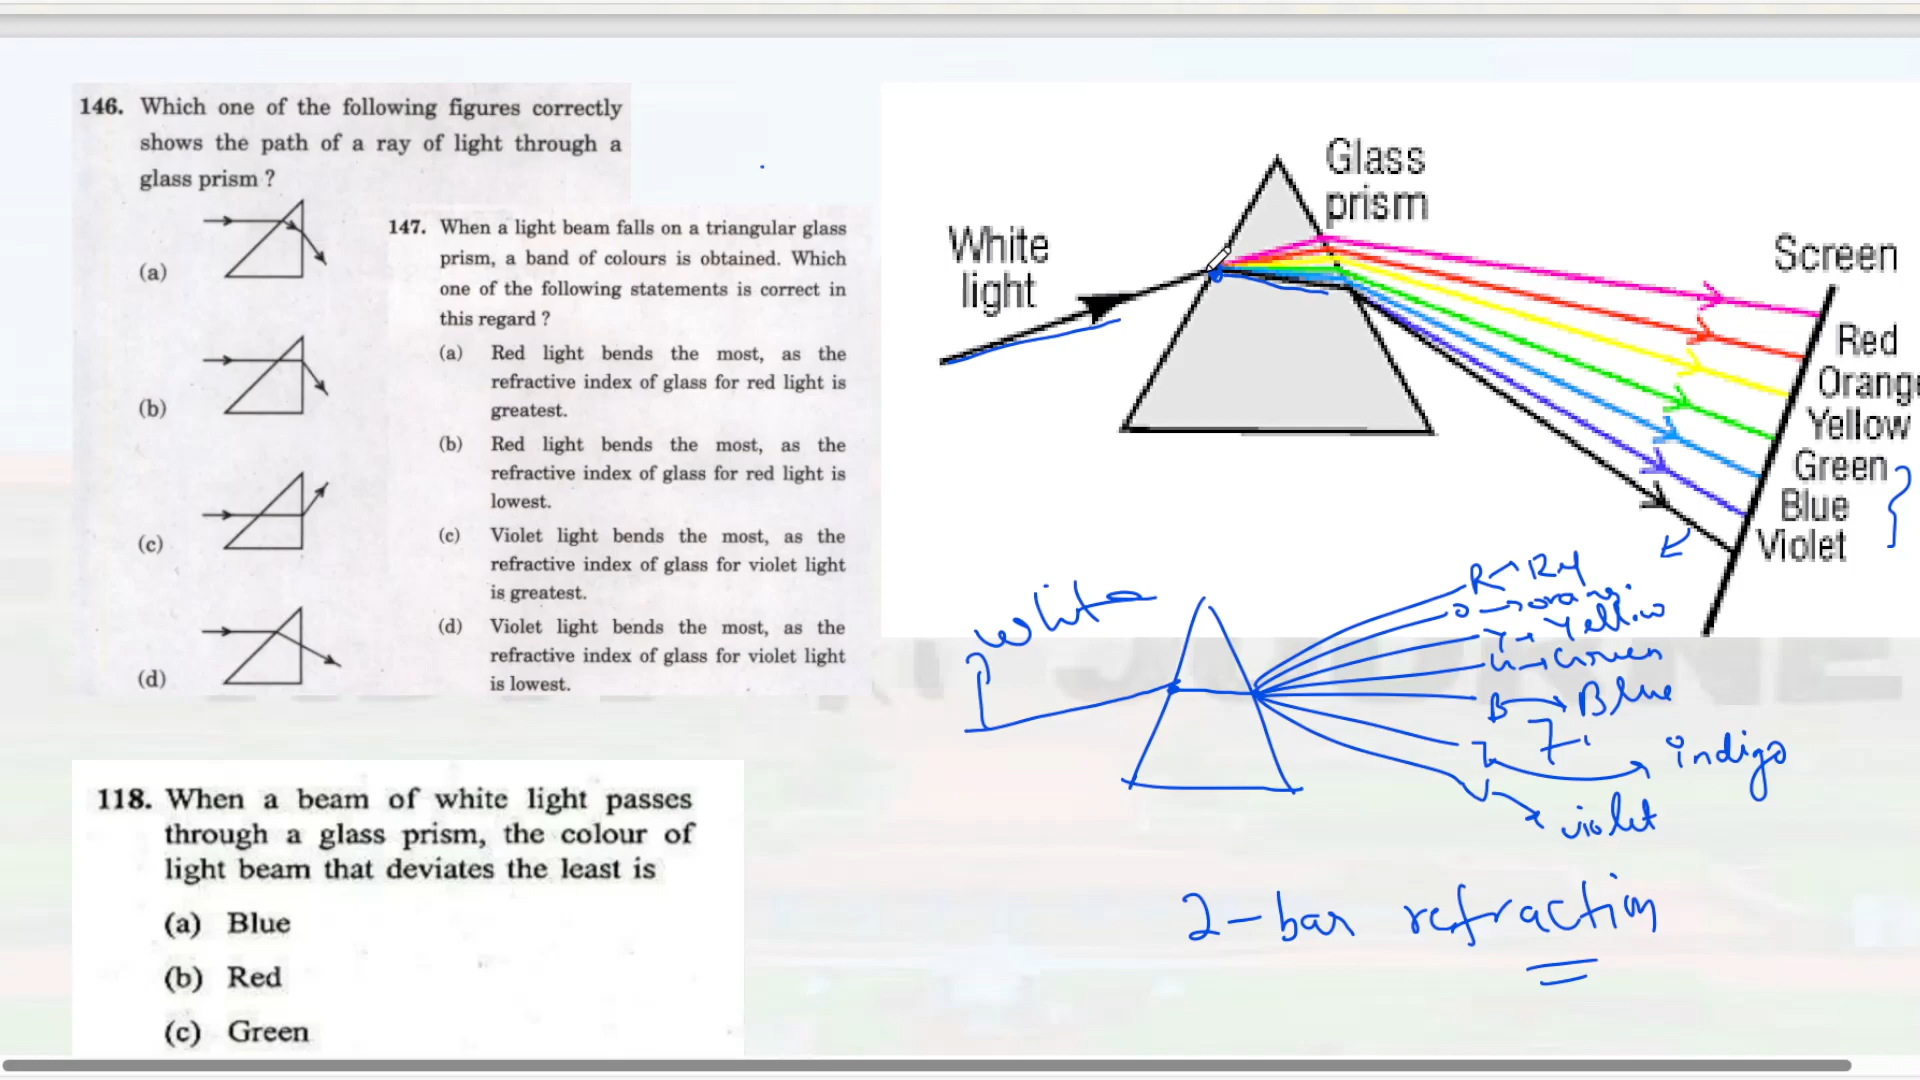 146. Which one of the following figures correctly
shows the path of a ray of light through a
glass prism ?
(a)
(b)
(c)
(d)
147. When a light beam falls on a triangular glass
prism, a band of colours is obtained. Which
one of the following statements is correct in
this regard ?
(a) Red light bends the most, as the
refractive index of glass for red light is
greatest.
(b) Red light bends the most, as the
refractive index of glass for red light is
lowest.
(c) Violet light bends the most, as the
refractive index of glass for violet light
is greatest.
(d) Violet light bends the most, as the
refractive index of glass for violet light
is lowest.
118. When a beam of white light passes
through a glass prism, the colour of
light beam that deviates the least is
(a) Blue
(b) Red
(c) Green
Glass
prism
White
light
Screen
Red
Orange
Yellow
Green
Blue
Violet
White
R
O
Y → Yellow
G → Green
B → Blue
I → indigo
V → violet
2-bar refraction